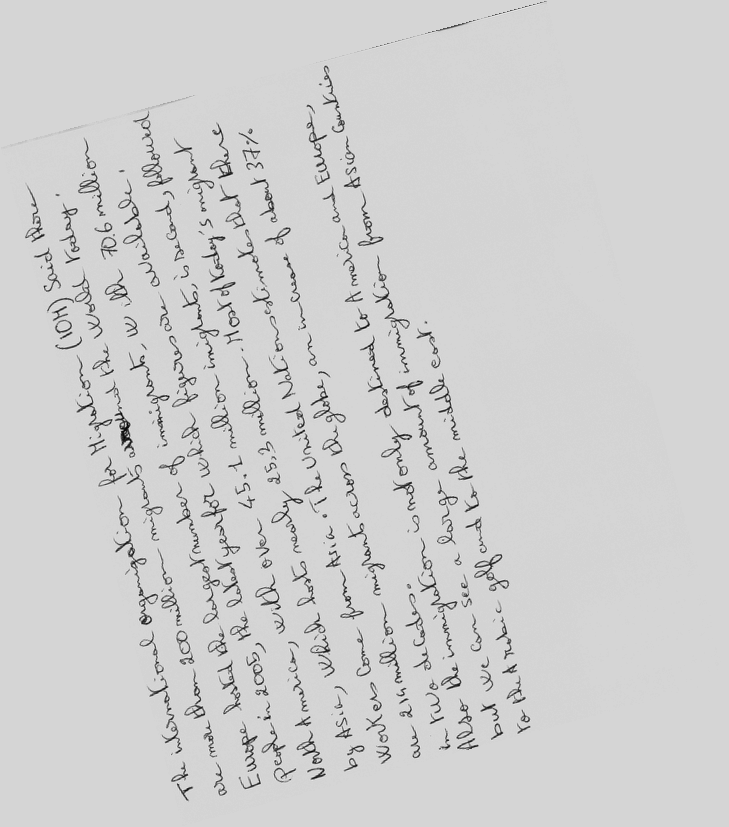 The international organization for Migration (IOM) Said there
are more than 200 million migrants around the World today.
Europe hosted the largest number of immigrants, with 70.6 million
People in 2005, the latest year for which figures are available.
North America, with over 45.1 million imigrants, is second, followed
by Asia, which hosts nearly 25.3 million. Most of today's migrant
Workers come from Asia. The United Nations estimates that there
are 214 million migrants across the globe, an increase of about 37%
in two decades.
Also the immigration is not only destined to America and Europe,
but we can see a large amount of immigration from Asian Countries
to the Arabic golf and to the middle east.